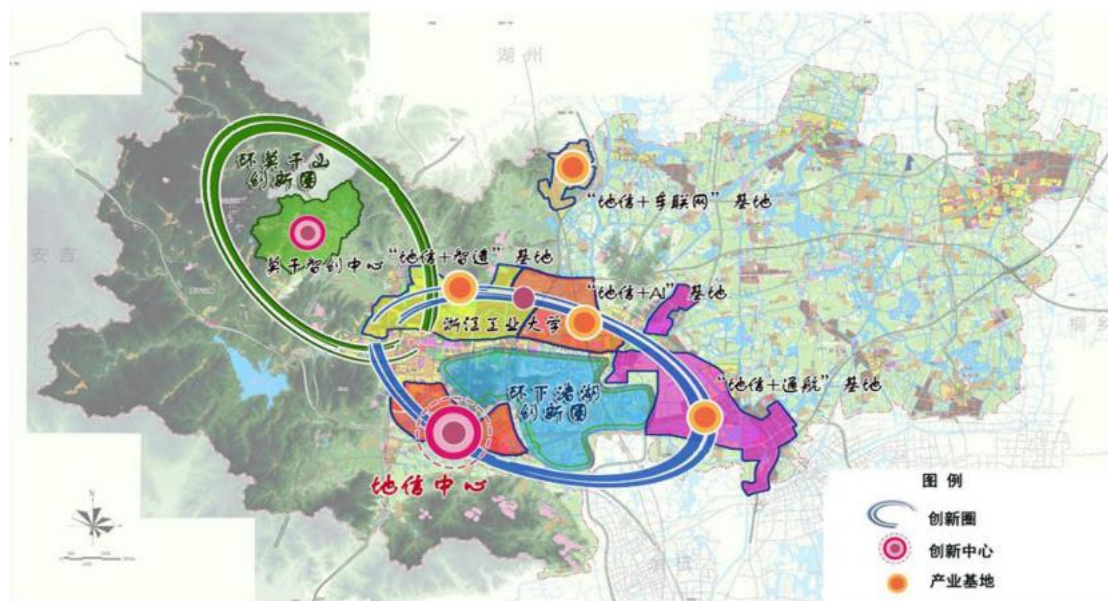 湖州
环莫干山
创新圈
“地信+车联网”基地
安吉
莫干智创中心
“地信+智造”基地
“地信+AI”基地
浙江工业大学
桐乡
“地信+通航”基地
环下渚湖
创新圈
地信中心
图例
创新圈
创新中心
产业基地
N